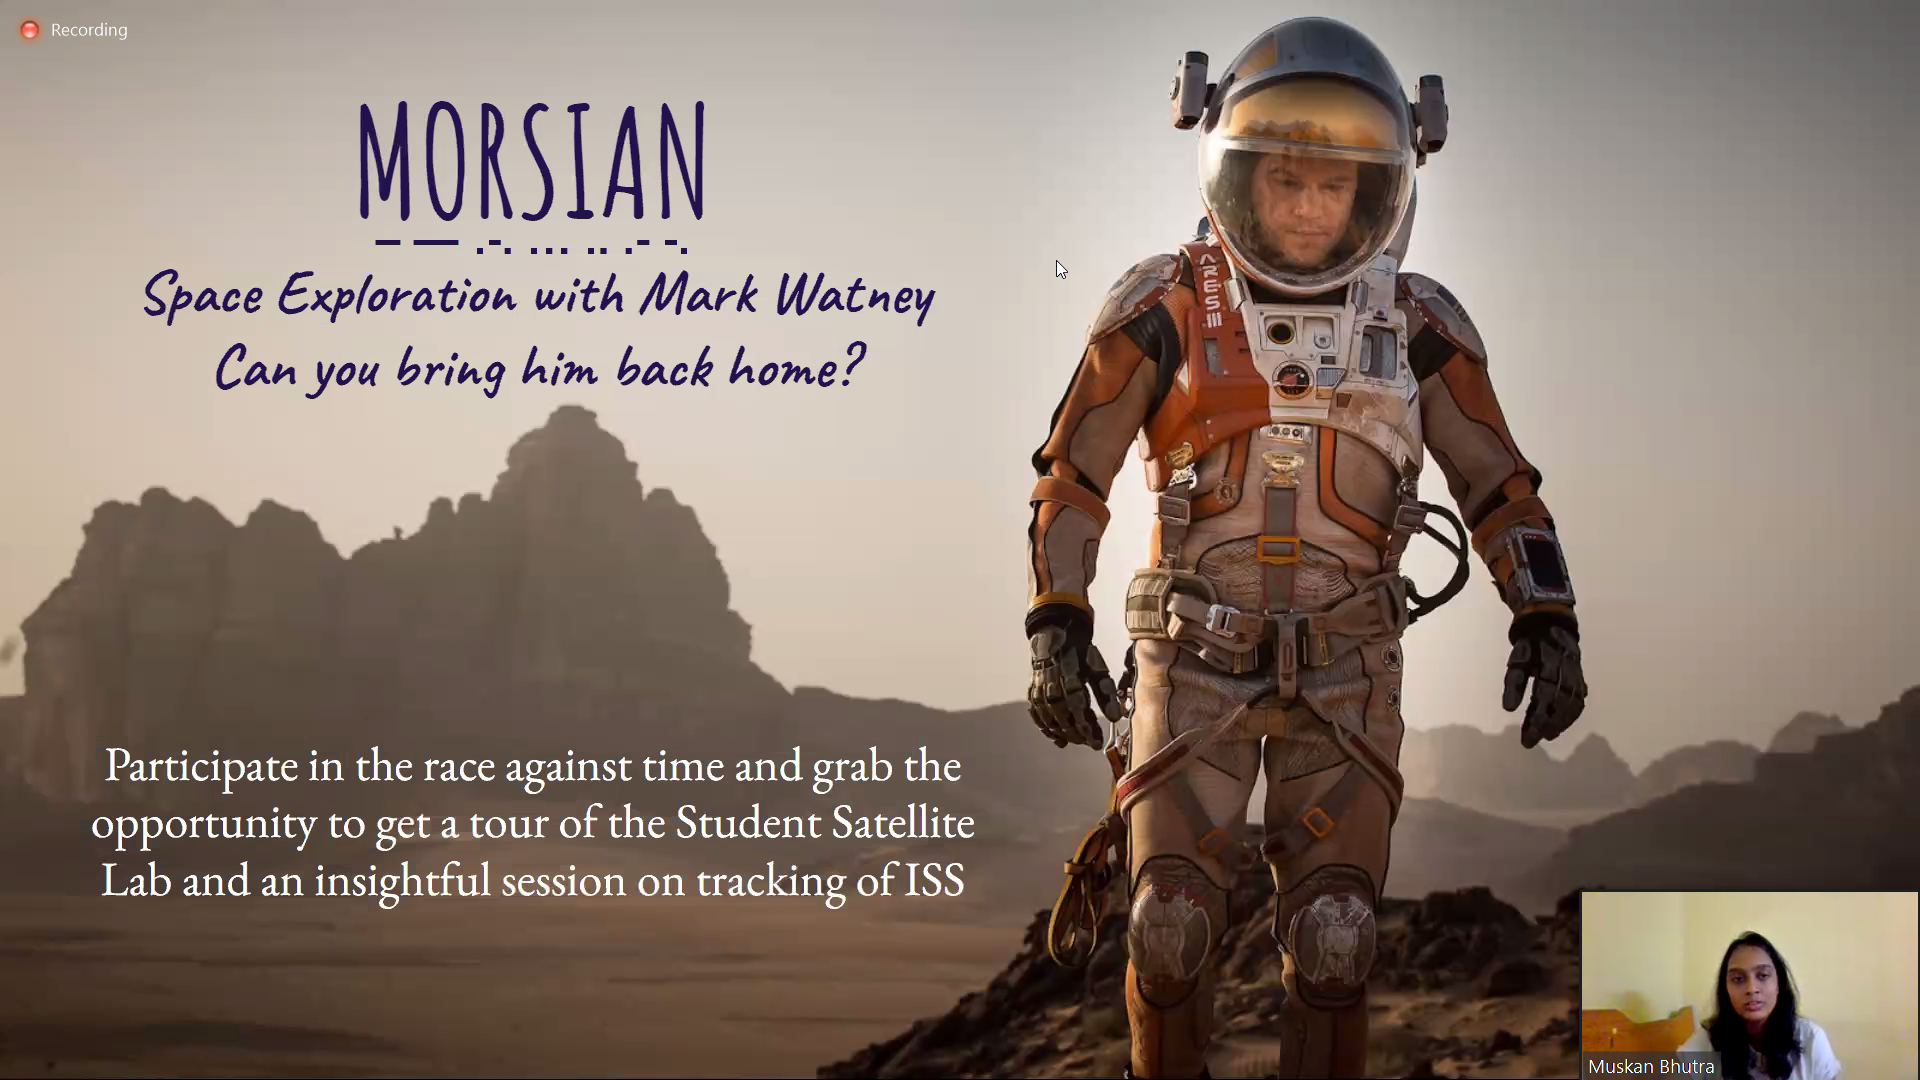 Recording
MORSIAN
– — .-. ... .. .- -.
Space Exploration with Mark Watney
Can you bring him back home?
ARES III
Participate in the race against time and grab the
opportunity to get a tour of the Student Satellite
Lab and an insightful session on tracking of ISS
Muskan Bhutra